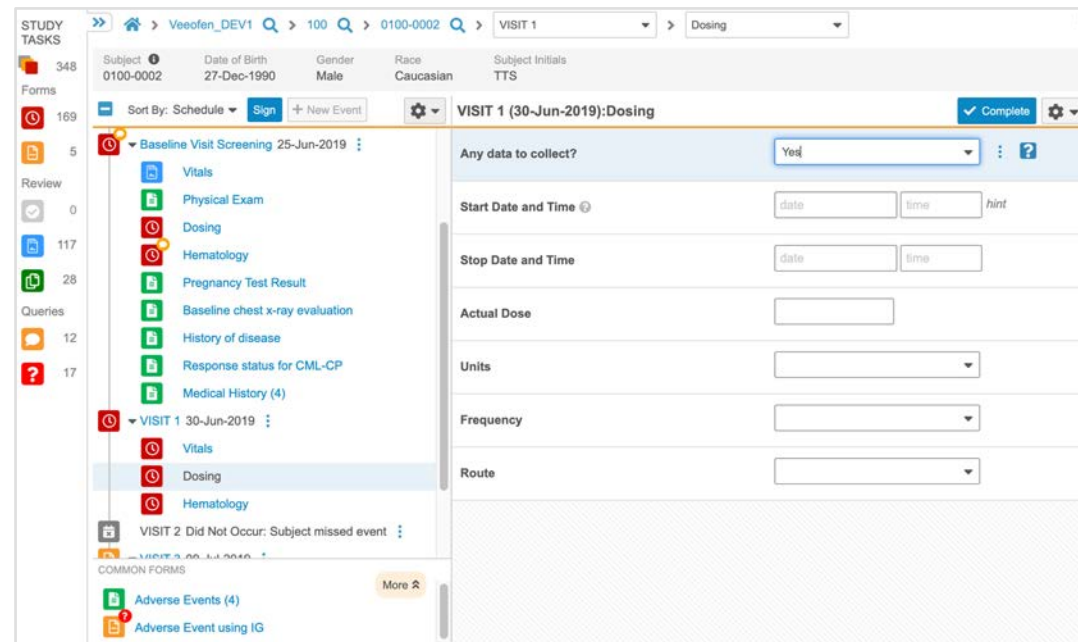 STUDY TASKS
348
Forms
169
5
Review
0
117
28
Queries
12
17
Veeofen_DEV1 > 100 > 0100-0002 > VISIT 1 > Dosing
Subject Date of Birth Gender Race Subject Initials
0100-0002 27-Dec-1990 Male Caucasian TTS
Sort By: Schedule Sign + New Event
Baseline Visit Screening 25-Jun-2019
Vitals
Physical Exam
Dosing
Hematology
Pregnancy Test Result
Baseline chest x-ray evaluation
History of disease
Response status for CML-CP
Medical History (4)
VISIT 1 30-Jun-2019
Vitals
Dosing
Hematology
VISIT 2 Did Not Occur: Subject missed event
COMMON FORMS
More
Adverse Events (4)
Adverse Event using IG
VISIT 1 (30-Jun-2019):Dosing Complete
Any data to collect? Yes
Start Date and Time date time hint
Stop Date and Time date time
Actual Dose
Units
Frequency
Route